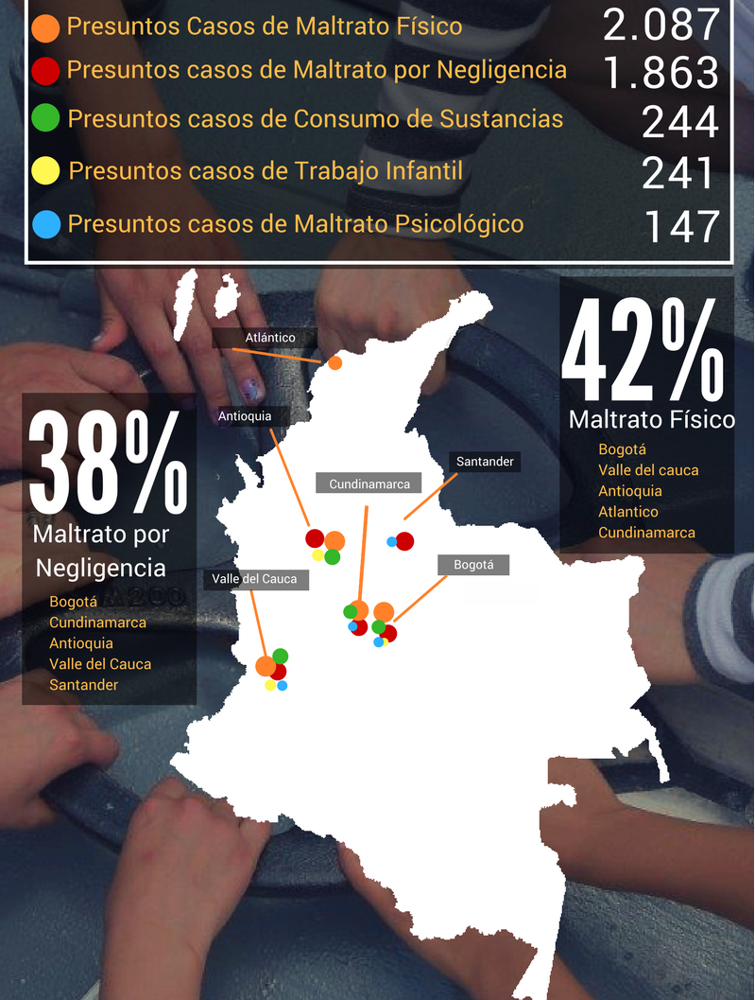 Presuntos Casos de Maltrato Físico 2.087
Presuntos casos de Maltrato por Negligencia 1.863
Presuntos casos de Consumo de Sustancias 244
Presuntos casos de Trabajo Infantil 241
Presuntos casos de Maltrato Psicológico 147
42%
Maltrato Físico
Bogotá
Valle del cauca
Antioquia
Atlantico
Cundinamarca
Atlántico
Antioquia
Santander
Cundinamarca
Bogotá
Valle del Cauca
38%
Maltrato por
Negligencia
Bogotá
Cundinamarca
Antioquia
Valle del Cauca
Santander